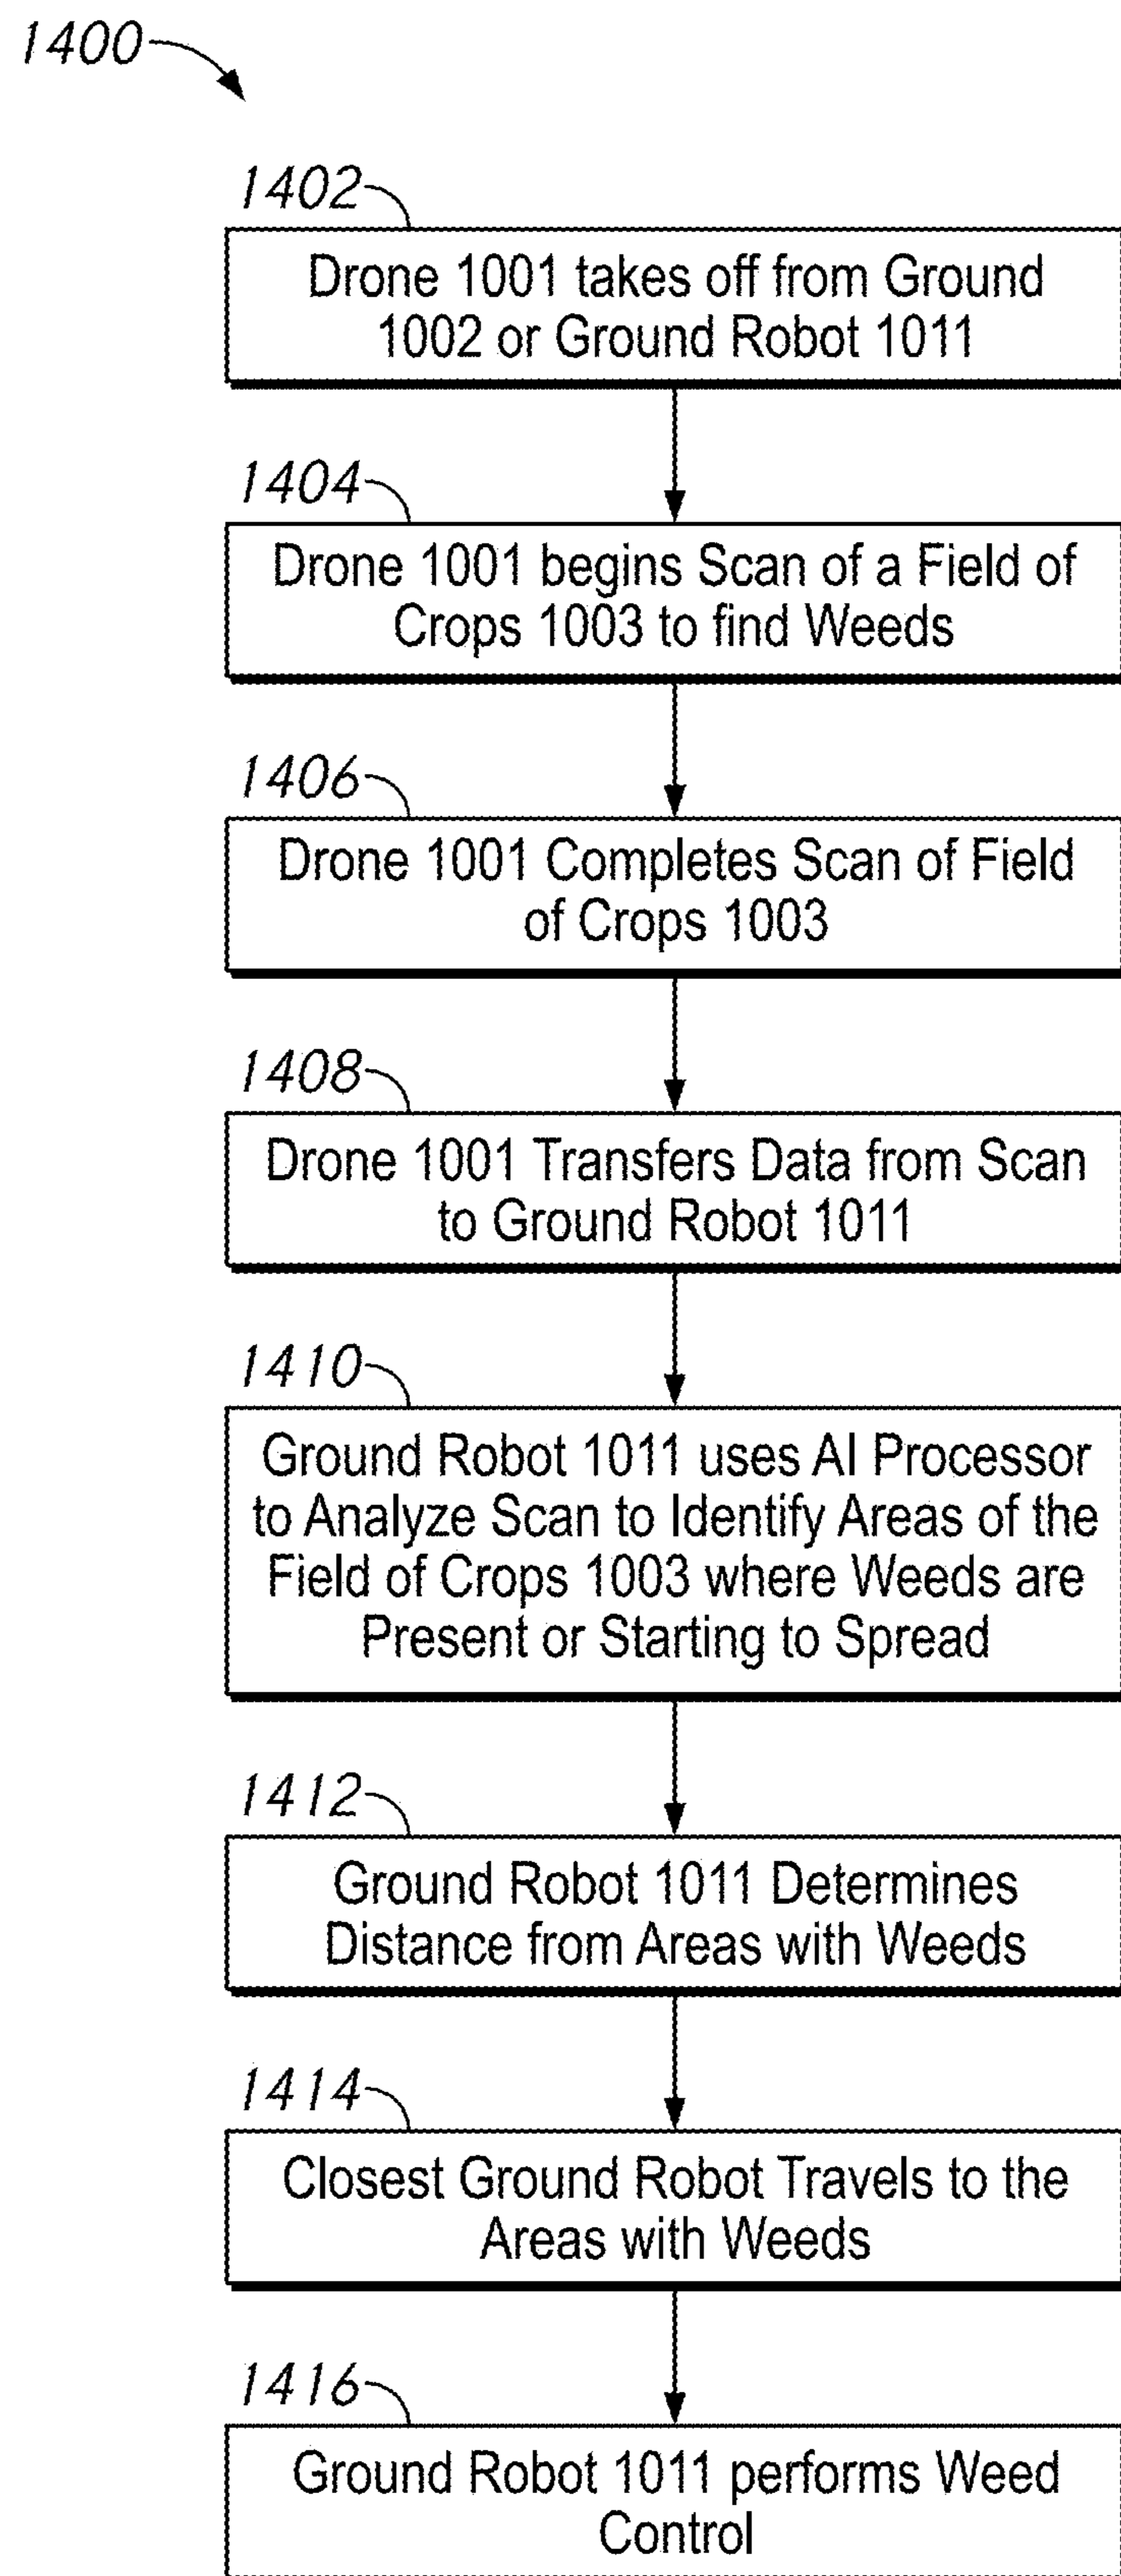 1400
1402
Drone 1001 takes off from Ground
1002 or Ground Robot 1011
1404
Drone 1001 begins Scan of a Field of
Crops 1003 to find Weeds
1406
Drone 1001 Completes Scan of Field
of Crops 1003
1408
Drone 1001 Transfers Data from Scan
to Ground Robot 1011
1410
Ground Robot 1011 uses AI Processor
to Analyze Scan to Identify Areas of the
Field of Crops 1003 where Weeds are
Present or Starting to Spread
1412
Ground Robot 1011 Determines
Distance from Areas with Weeds
1414
Closest Ground Robot Travels to the
Areas with Weeds
1416
Ground Robot 1011 performs Weed
Control